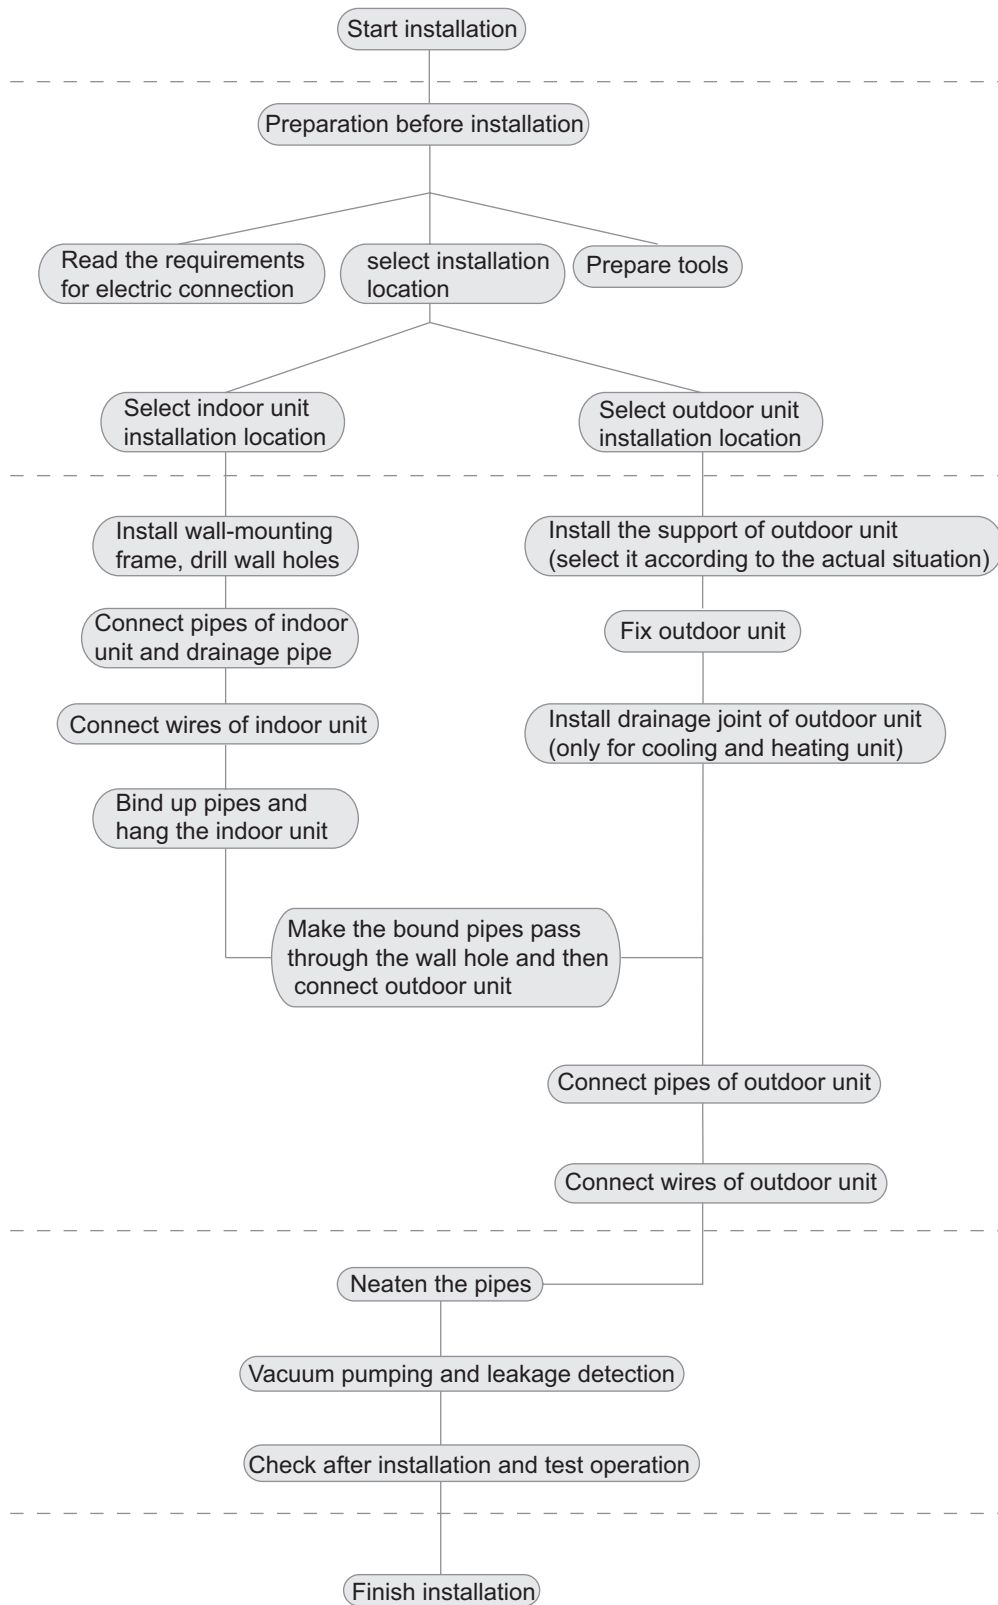 Start installation
Preparation before installation
Read the requirements
for electric connection
select installation
location
Prepare tools
Select indoor unit
installation location
Select outdoor unit
installation location
Install wall-mounting
frame, drill wall holes
Install the support of outdoor unit
(select it according to the actual situation)
Connect pipes of indoor
unit and drainage pipe
Fix outdoor unit
Connect wires of indoor unit
Install drainage joint of outdoor unit
(only for cooling and heating unit)
Bind up pipes and
hang the indoor unit
Make the bound pipes pass
through the wall hole and then
connect outdoor unit
Connect pipes of outdoor unit
Connect wires of outdoor unit
Neaten the pipes
Vacuum pumping and leakage detection
Check after installation and test operation
Finish installation